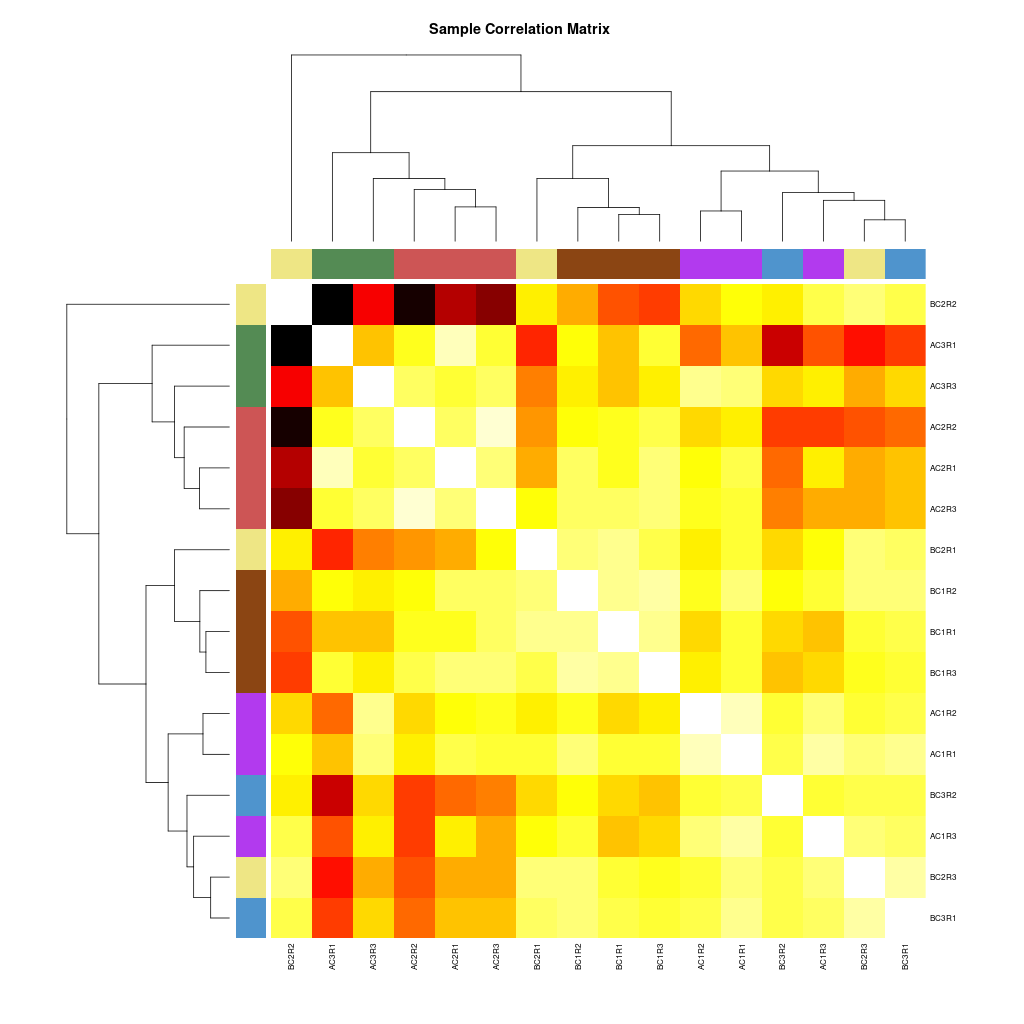 Sample Correlation Matrix
BC2R2
AC3R1
AC3R3
AC2R2
AC2R1
AC2R3
BC2R1
BC1R2
BC1R1
BC1R3
AC1R2
AC1R1
BC3R2
AC1R3
BC2R3
BC3R1
BC2R2 AC3R1 AC3R3 AC2R2 AC2R1 AC2R3 BC2R1 BC1R2 BC1R1 BC1R3 AC1R2 AC1R1 BC3R2 AC1R3 BC2R3 BC3R1